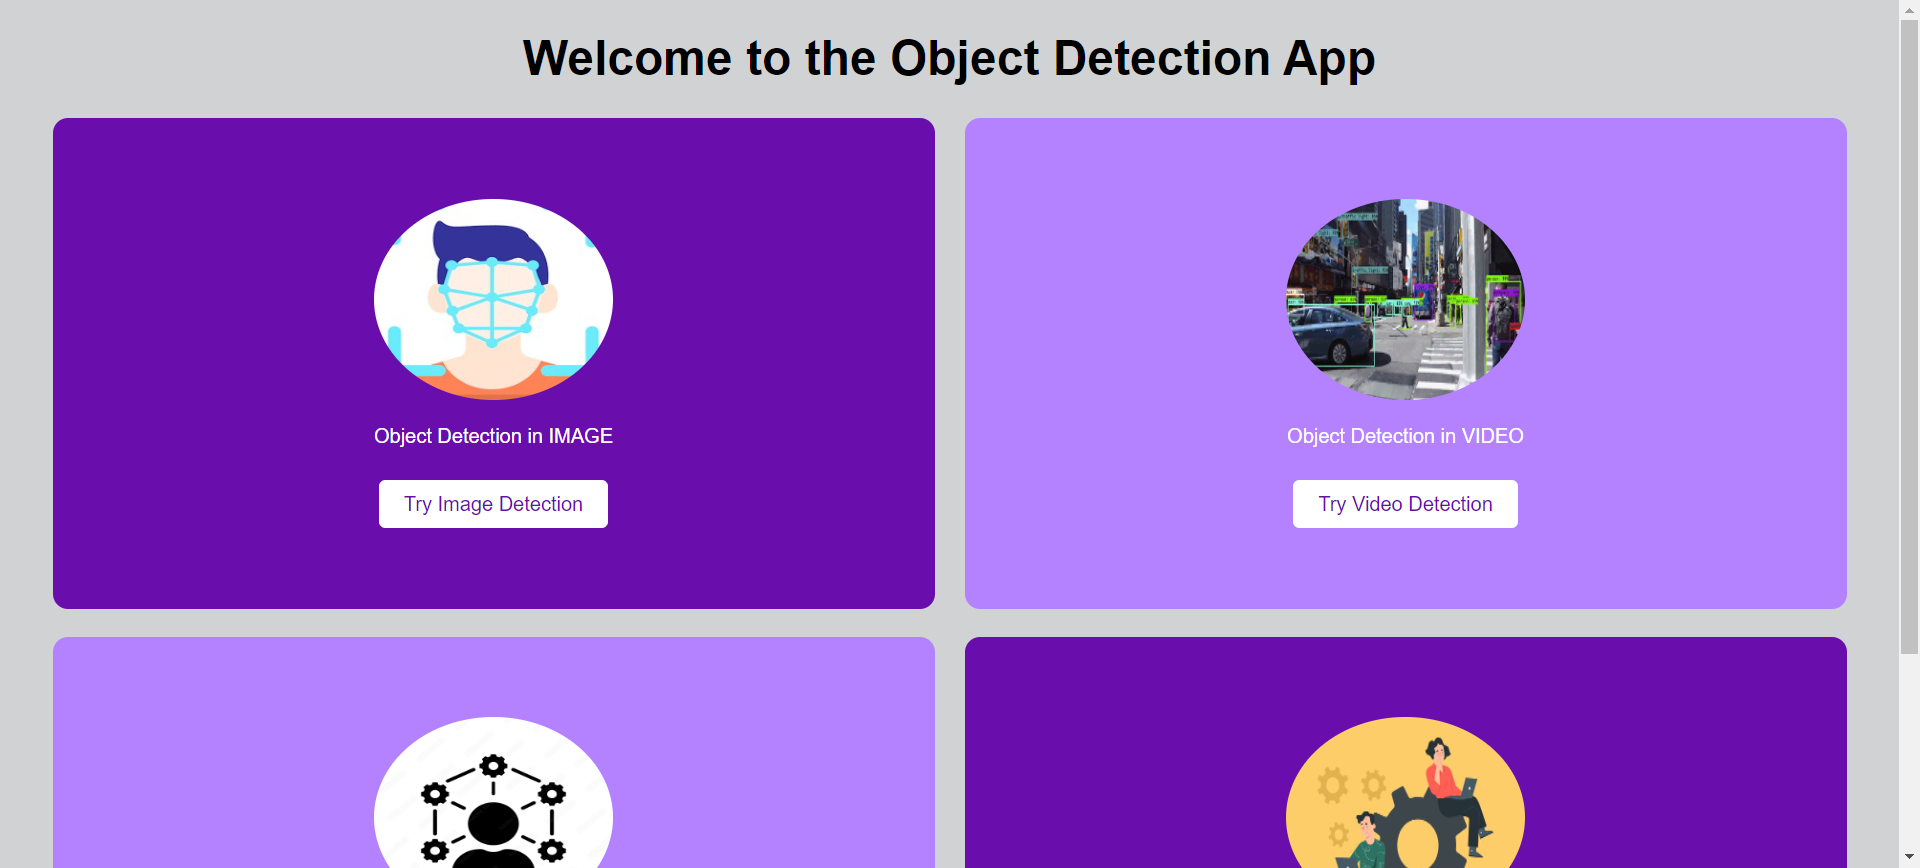 Welcome to the Object Detection App
Object Detection in IMAGE
Object Detection in VIDEO
Try Image Detection
Try Video Detection